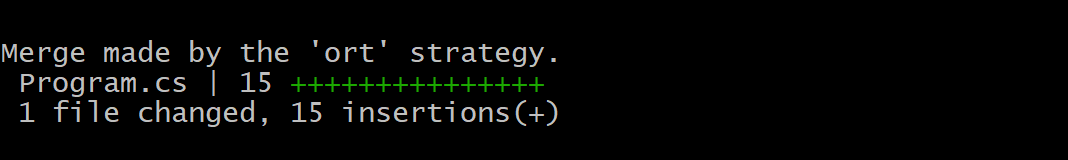 Merge made by the 'ort' strategy.
Program.cs | 15 +++++++++++++++
1 file changed, 15 insertions(+)